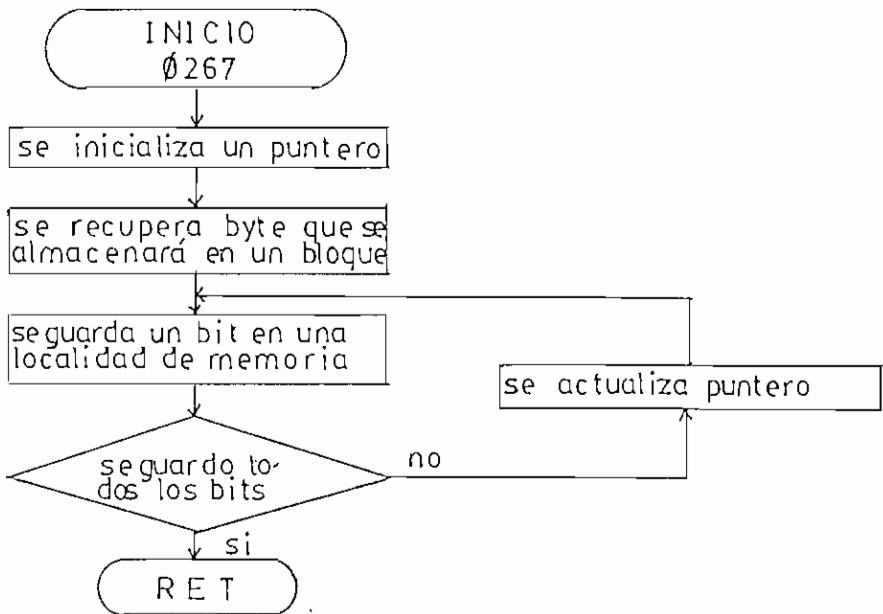 INICIO
Ø267
se inicializa un puntero
se recupera byte que se
almacenará en un bloque
se guarda un bit en una
localidad de memoria
se actualiza puntero
se guardo to-
dos los bits
no
si
RET